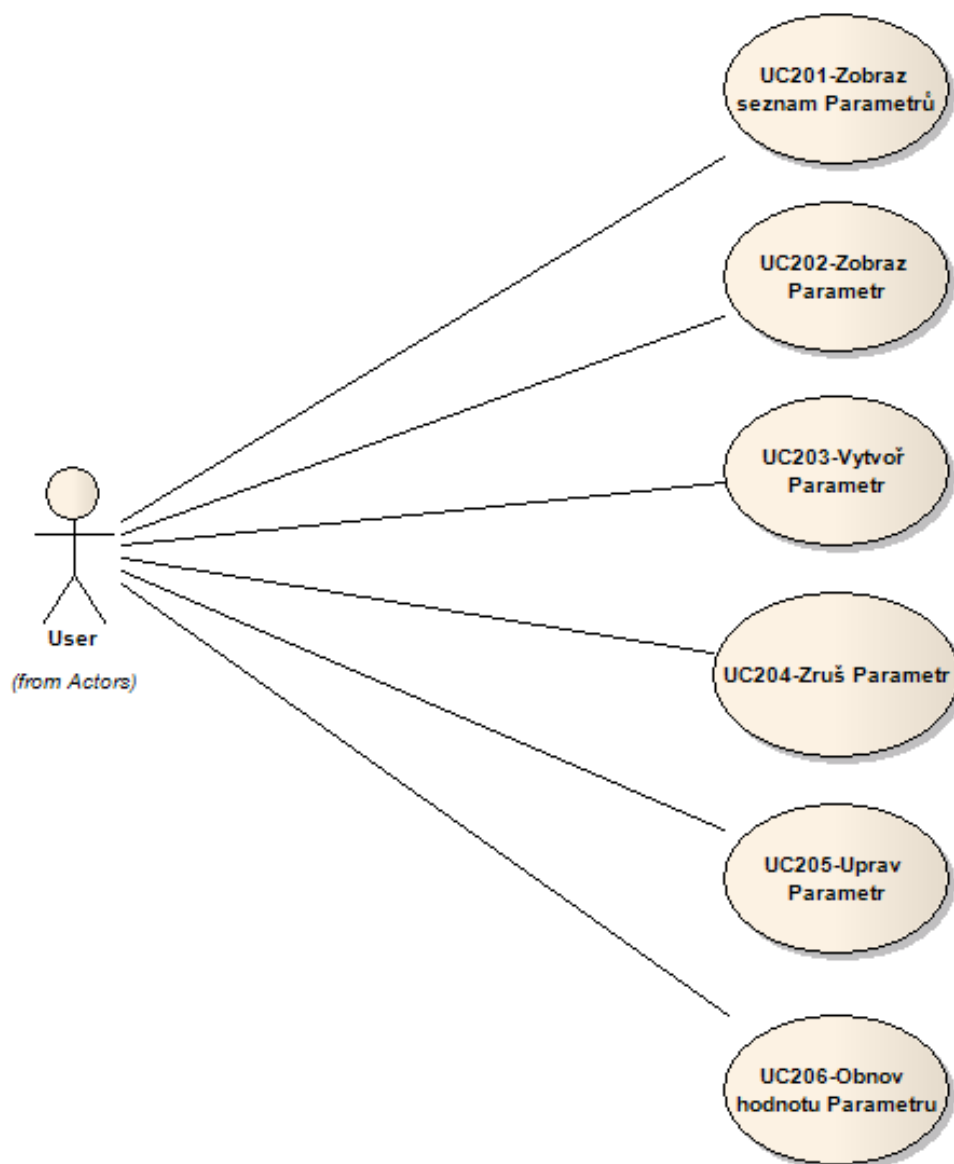 UC201-Zobraz
seznam Parametrů
UC202-Zobraz
Parametr
UC203-Vytvoř
Parametr
User
(from Actors)
UC204-Zruš Parametr
UC205-Uprav
Parametr
UC206-Obnov
hodnotu Parametru